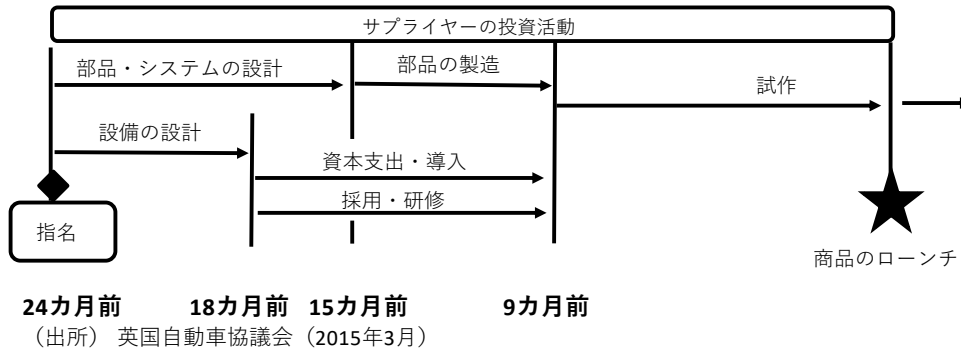 サプライヤーの投資活動
部品・システムの設計
部品の製造
試作
設備の設計
資本支出・導入
採用・研修
指名
商品のローンチ
24カ月前 18カ月前 15カ月前 9カ月前
（出所） 英国自動車協議会（2015年3月）